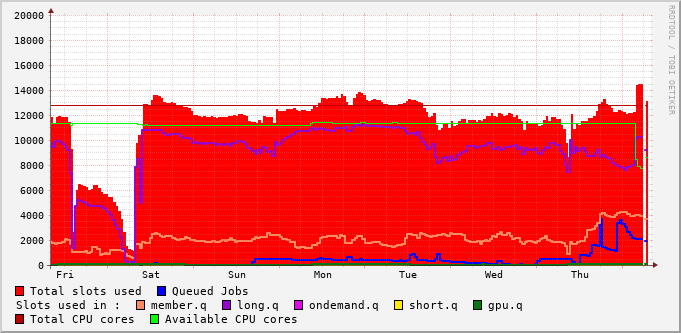 20000
18000
16000
14000
12000
10000
8000
6000
4000
2000
0
Fri Sat Sun Mon Tue Wed Thu
RRDTOOL / TOBI OETIKER
Total slots used Queued Jobs
Slots used in : member.q long.q ondemand.q short.q gpu.q
Total CPU cores Available CPU cores